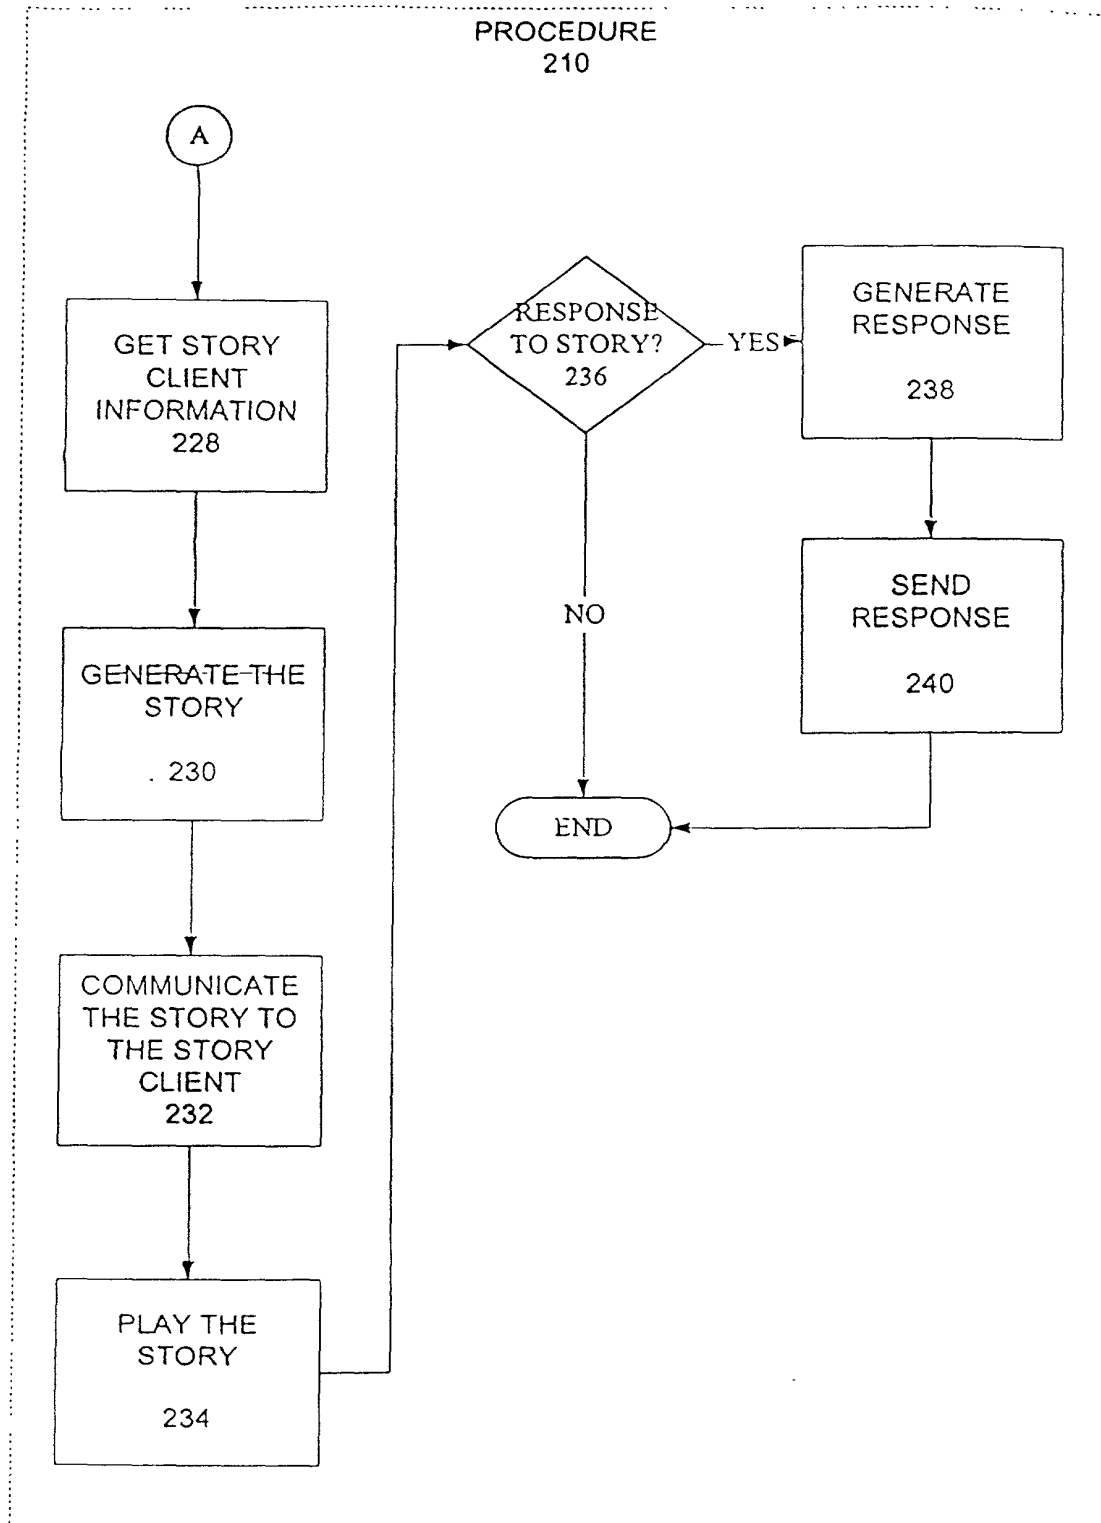 PROCEDURE
210
A
GET STORY
CLIENT
INFORMATION
228
GENERATE THE
STORY
230
COMMUNICATE
THE STORY TO
THE STORY
CLIENT
232
PLAY THE
STORY
234
RESPONSE
TO STORY?
236
YES
NO
GENERATE
RESPONSE
238
SEND
RESPONSE
240
END